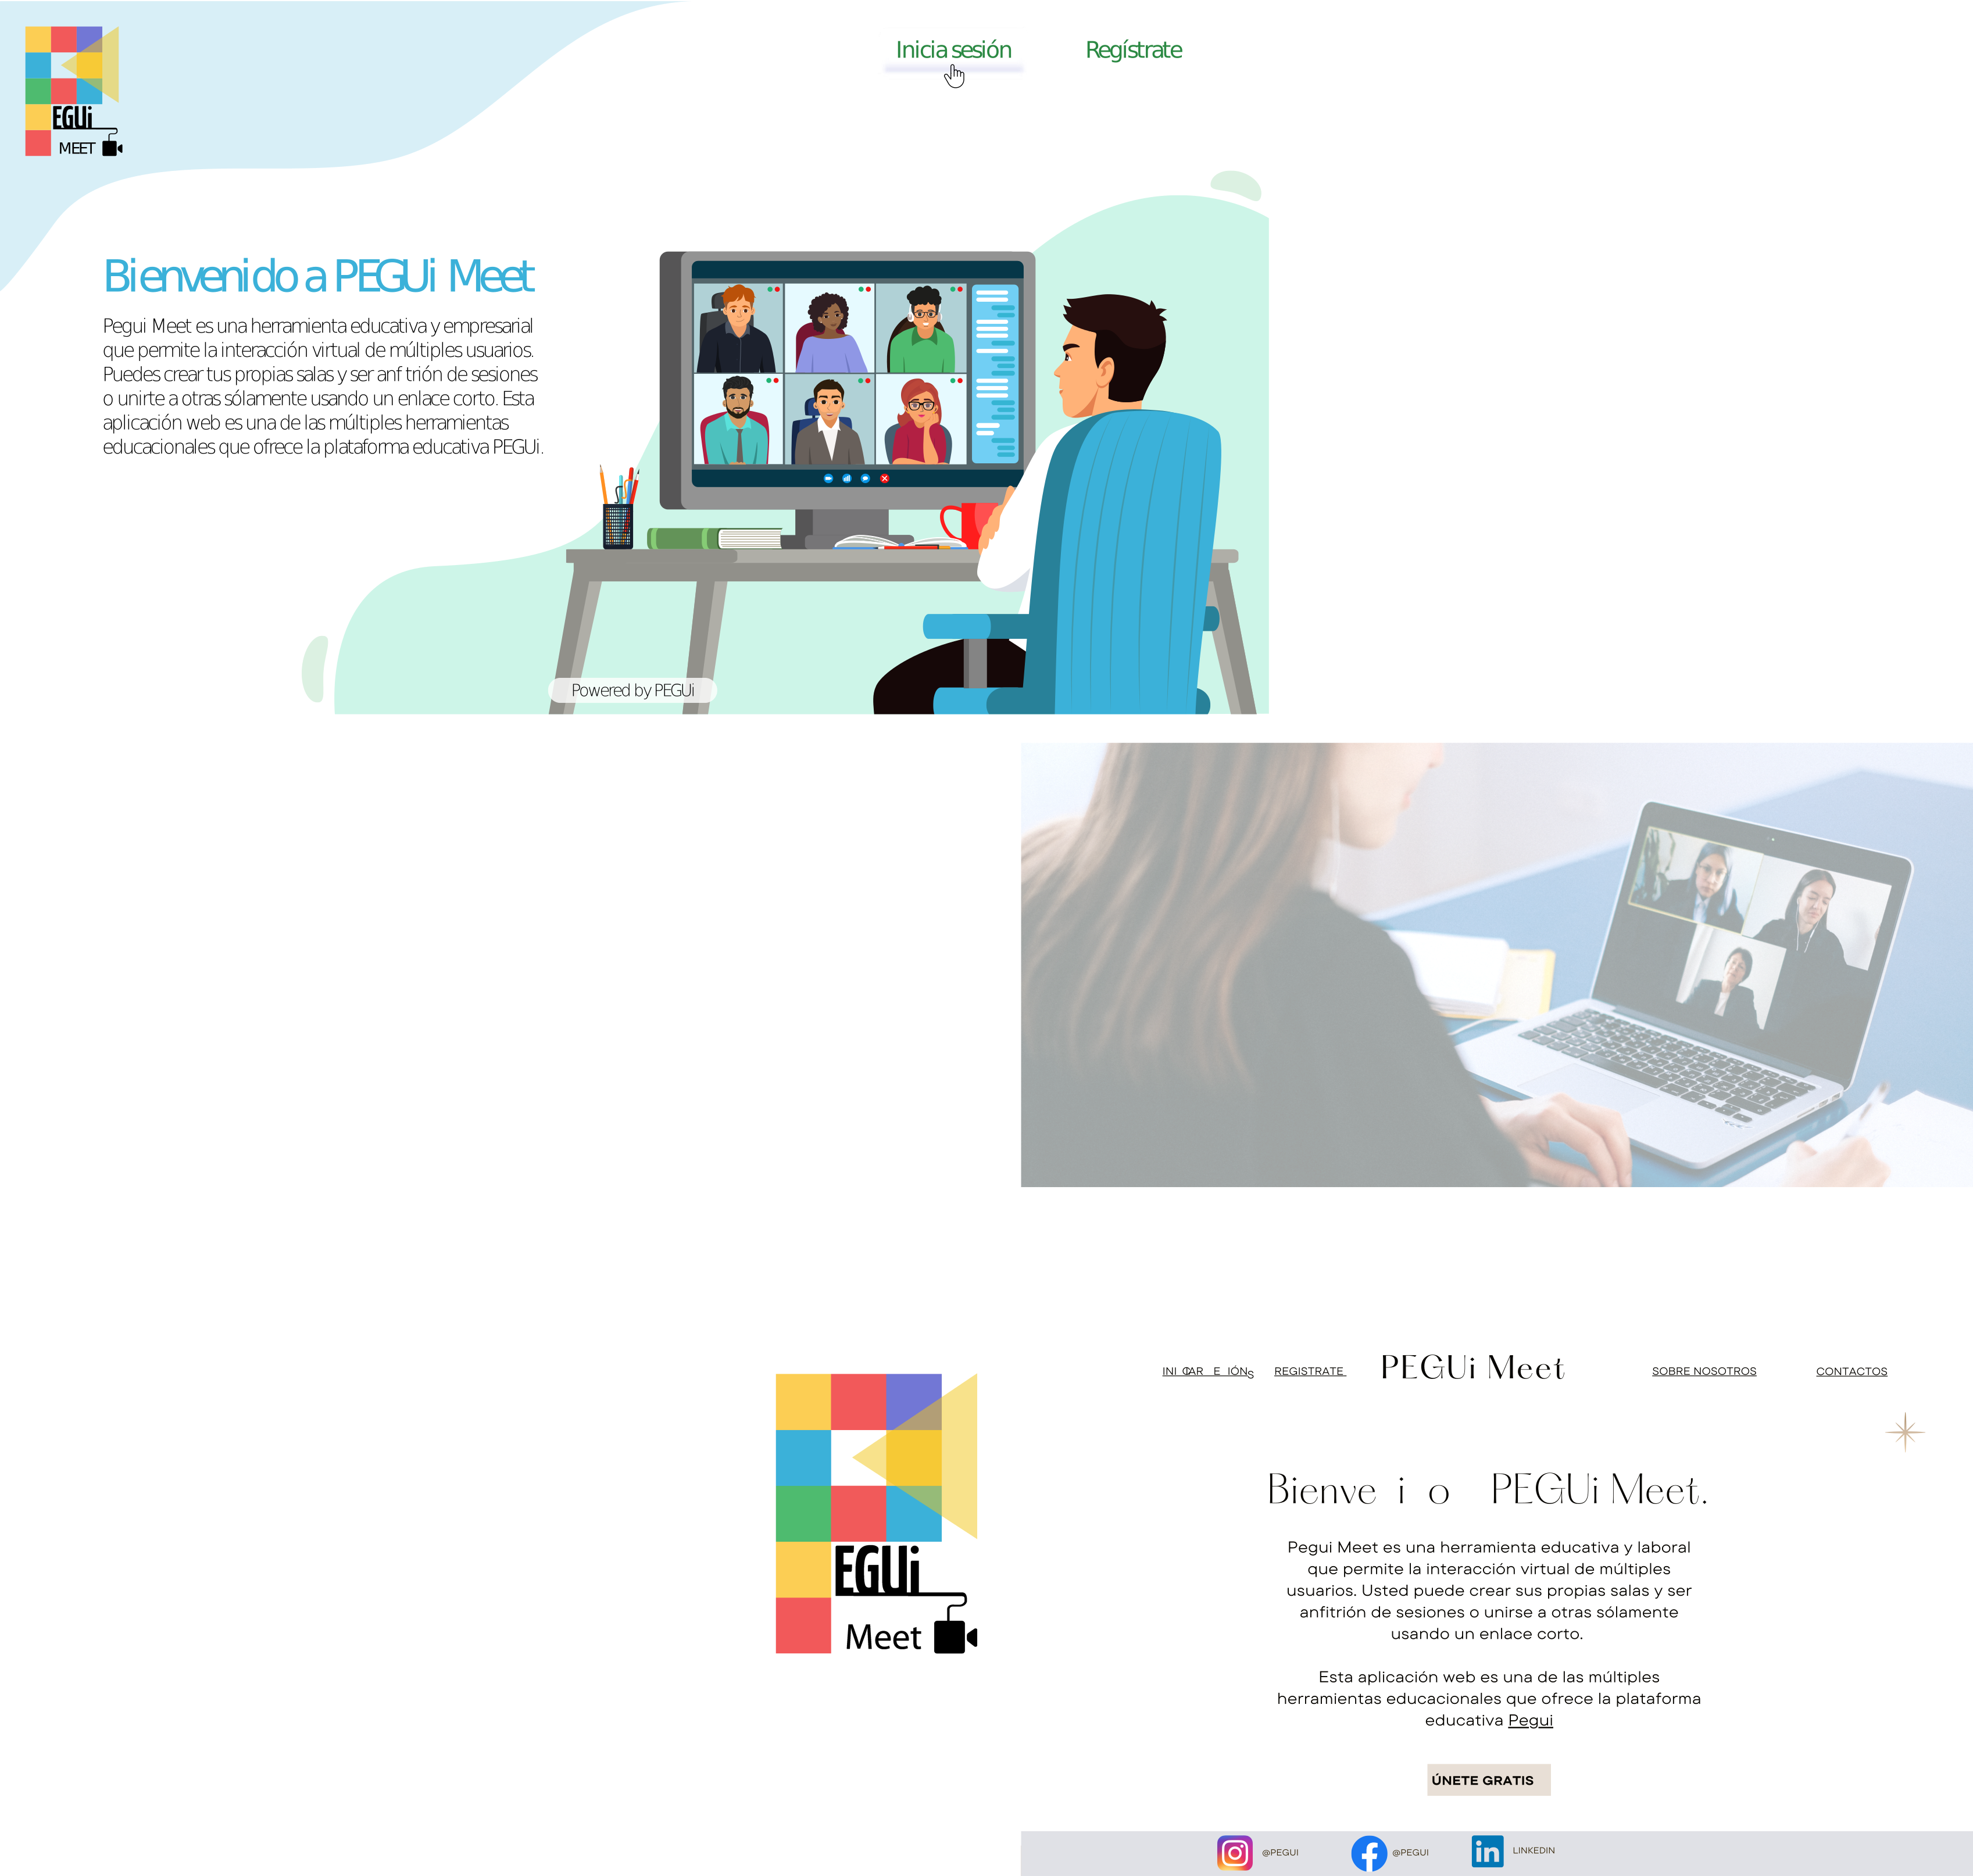 EGUi
MEET
Inicia sesión
Regístrate
Bienvenido a PEGUi Meet
Pegui Meet es una herramienta educativa y empresarial
que permite la interacción virtual de múltiples usuarios.
Puedes crear tus propias salas y ser anf trión de sesiones
o unirte a otras sólamente usando un enlace corto. Esta
aplicación web es una de las múltiples herramientas
educacionales que ofrece la plataforma educativa PEGUi.
Powered by PEGUi
EGUi
Meet
REGISTRATE
PEGUi Meet
SOBRE NOSOTROS
CONTACTOS
Bienve i o PEGUi Meet.
Pegui Meet es una herramienta educativa y laboral
que permite la interacción virtual de múltiples
usuarios. Usted puede crear sus propias salas y ser
anfitrión de sesiones o unirse a otras sólamente
usando un enlace corto.
Esta aplicación web es una de las múltiples
herramientas educacionales que ofrece la plataforma
educativa Pegui
ÚNETE GRATIS
@PEGUI
@PEGUI
in
LINKEDIN